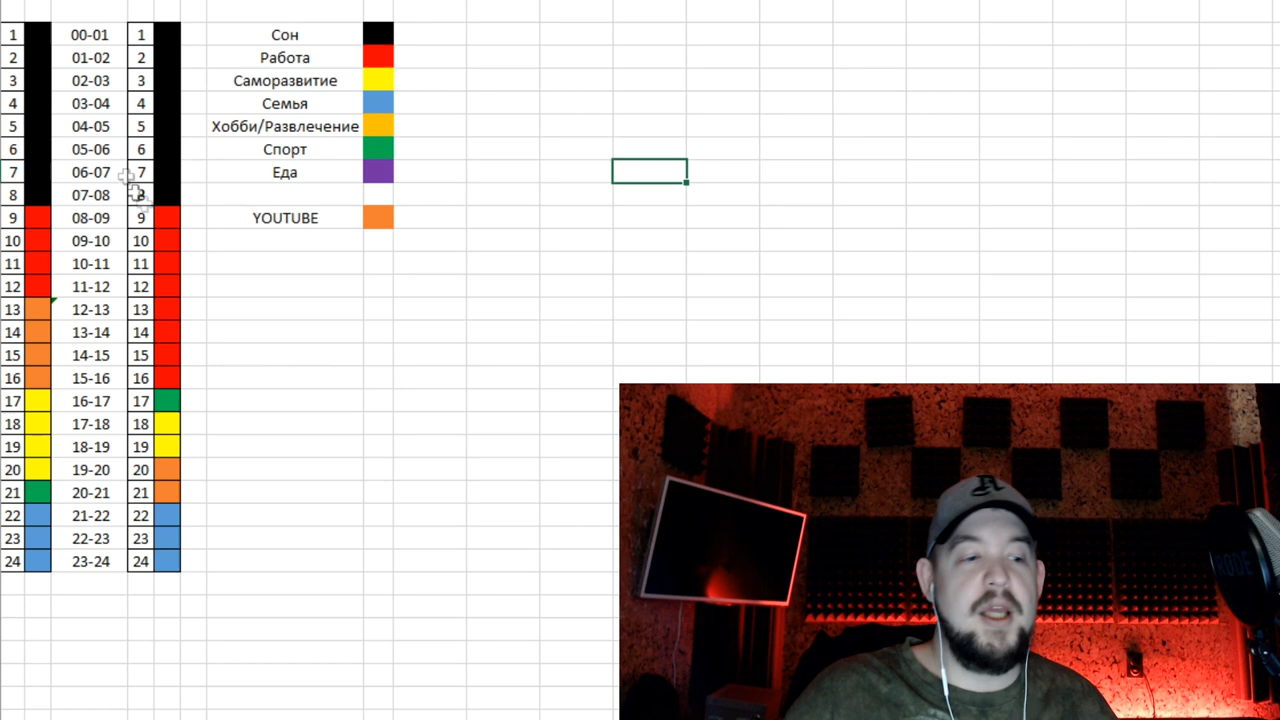 1 00-01 1 Сон
2 01-02 2 Работа
3 02-03 3 Саморазвитие
4 03-04 4 Семья
5 04-05 5 Хобби/Развлечение
6 05-06 6 Спорт
7 06-07 7 Еда
8 07-08 8
9 08-09 9 YOUTUBE
10 09-10 10
11 10-11 11
12 11-12 12
13 12-13 13
14 13-14 14
15 14-15 15
16 15-16 16
17 16-17 17
18 17-18 18
19 18-19 19
20 19-20 20
21 20-21 21
22 21-22 22
23 22-23 23
24 23-24 24
A
RODE